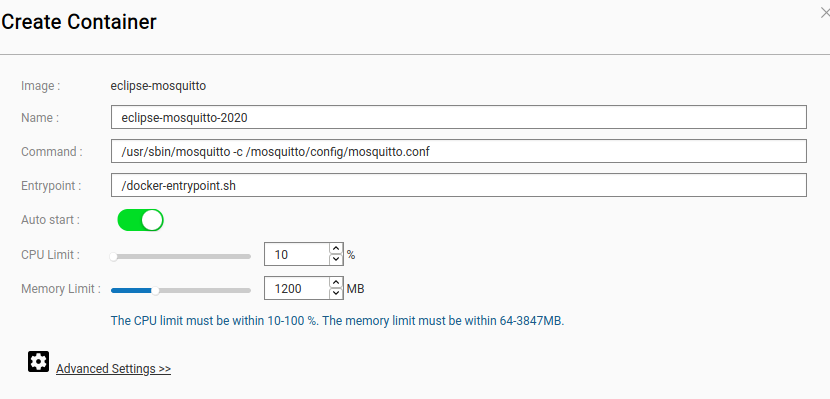 Create Container
Image : eclipse-mosquitto
Name : eclipse-mosquitto-2020
Command : /usr/sbin/mosquitto -c /mosquitto/config/mosquitto.conf
Entrypoint : /docker-entrypoint.sh
Auto start :
CPU Limit : 10 %
Memory Limit : 1200 MB
The CPU limit must be within 10-100 %. The memory limit must be within 64-3847MB.
Advanced Settings >>